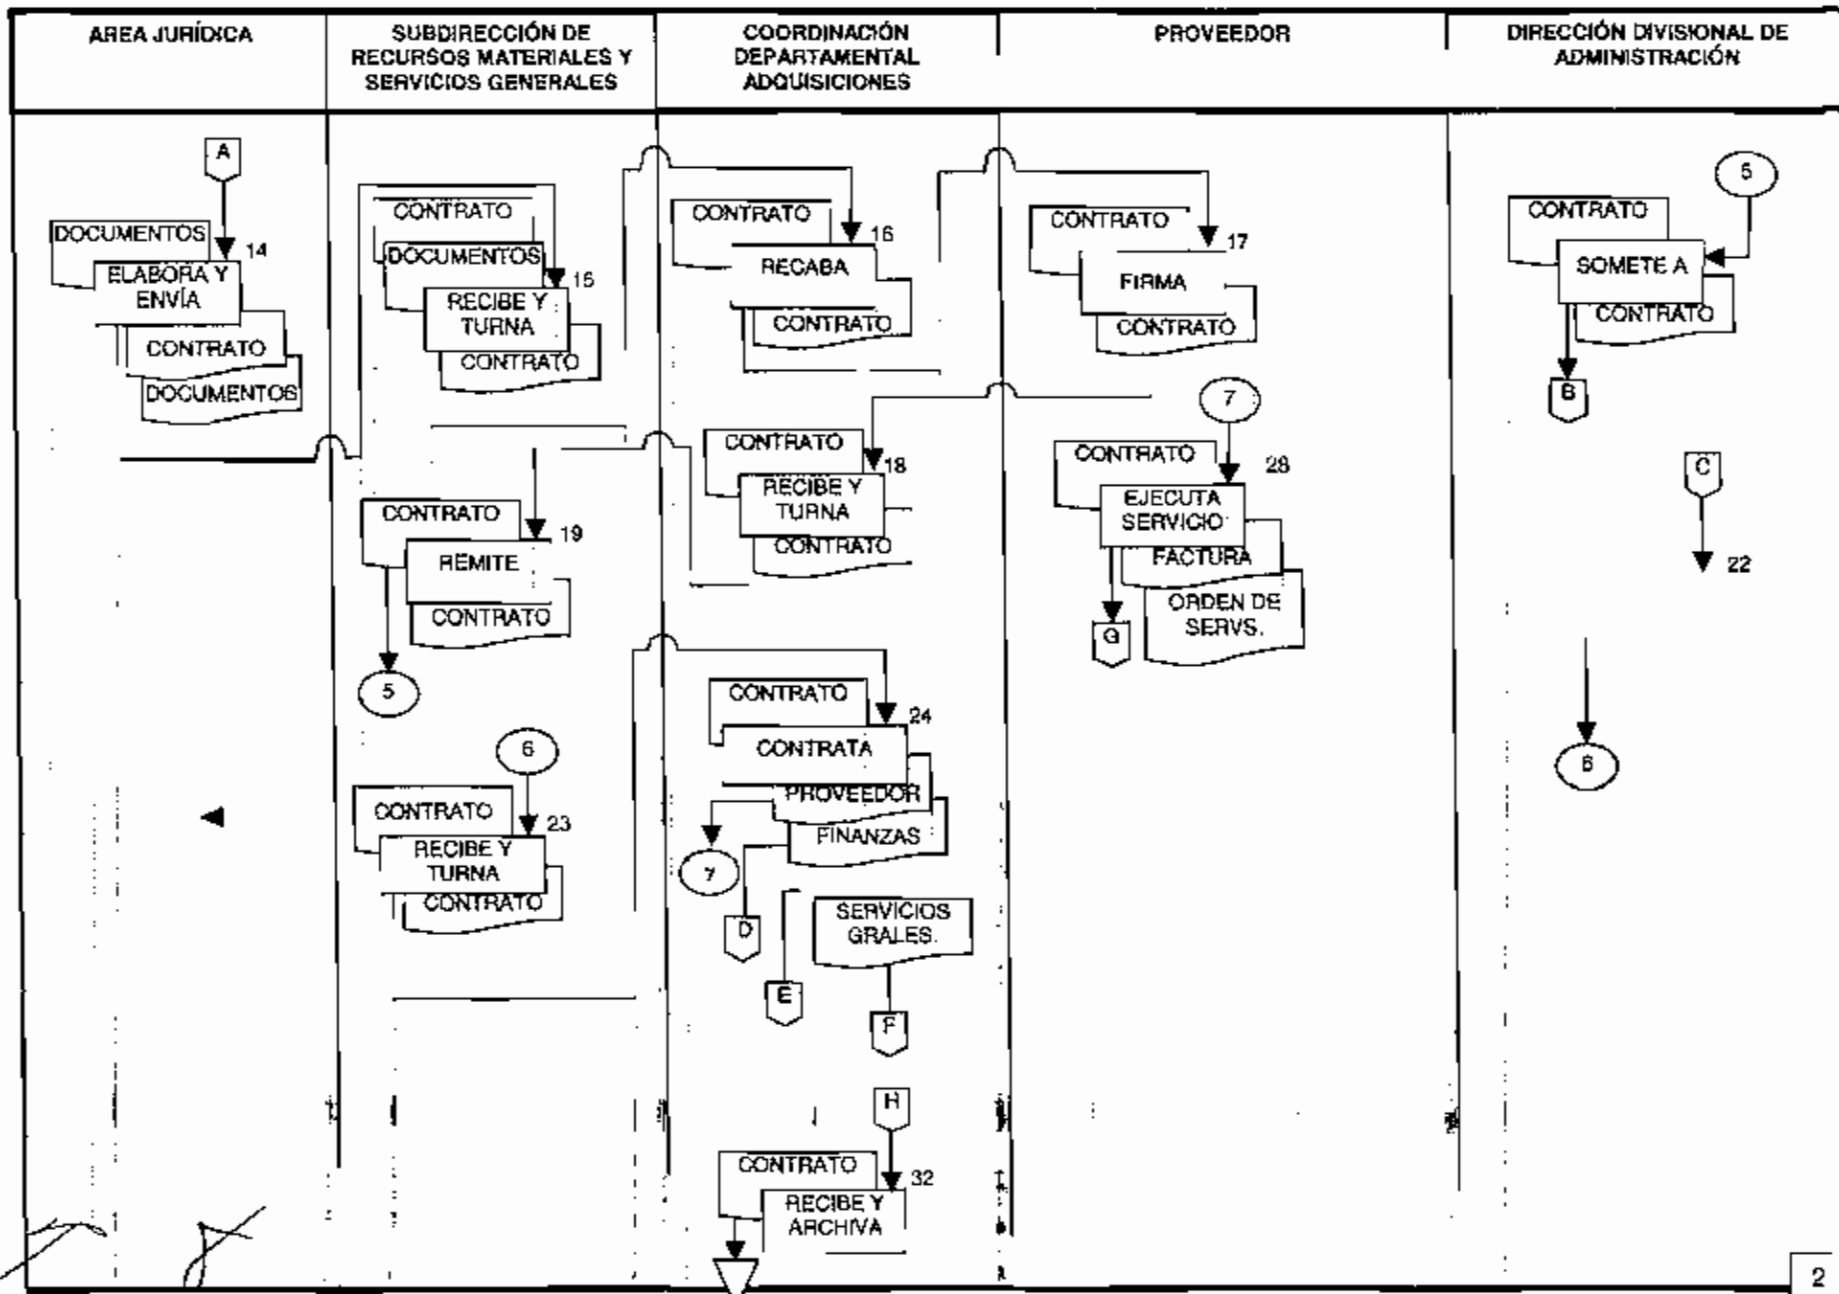 AREA JURÍDICA
SUBDIRECCIÓN DE
RECURSOS MATERIALES Y
SERVICIOS GENERALES
COORDINACIÓN
DEPARTAMENTAL
ADQUISICIONES
PROVEEDOR
DIRECCIÓN DIVISIONAL DE
ADMINISTRACIÓN
A
DOCUMENTOS
14
ELABORA Y
ENVÍA
CONTRATO
DOCUMENTOS
CONTRATO
DOCUMENTOS
15
RECIBE Y
TURNA
CONTRATO
CONTRATO
16
RECABA
CONTRATO
CONTRATO
17
FIRMA
CONTRATO
5
CONTRATO
SOMETE A
CONTRATO
B
CONTRATO
19
REMITE
CONTRATO
5
CONTRATO
18
RECIBE Y
TURNA
CONTRATO
7
CONTRATO
28
EJECUTA
SERVICIO
FACTURA
ORDEN DE
SERVS.
G
C
22
6
6
CONTRATO
23
RECIBE Y
TURNA
CONTRATO
CONTRATO
24
CONTRATA
PROVEEDOR
FINANZAS
7
D
SERVICIOS
GRALES.
E
F
H
CONTRATO
32
RECIBE Y
ARCHIVA
2